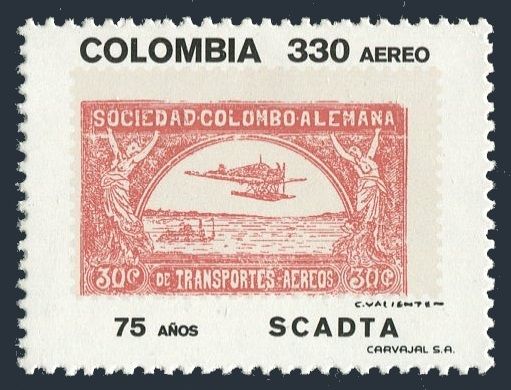 COLOMBIA 330 AEREO
SOCIEDAD-COLOMBO-ALEMANA
30C DE TRANSPORTES-AEREOS 30C
C.VALIENTE
75 AÑOS SCADTA
CARVAJAL S.A.